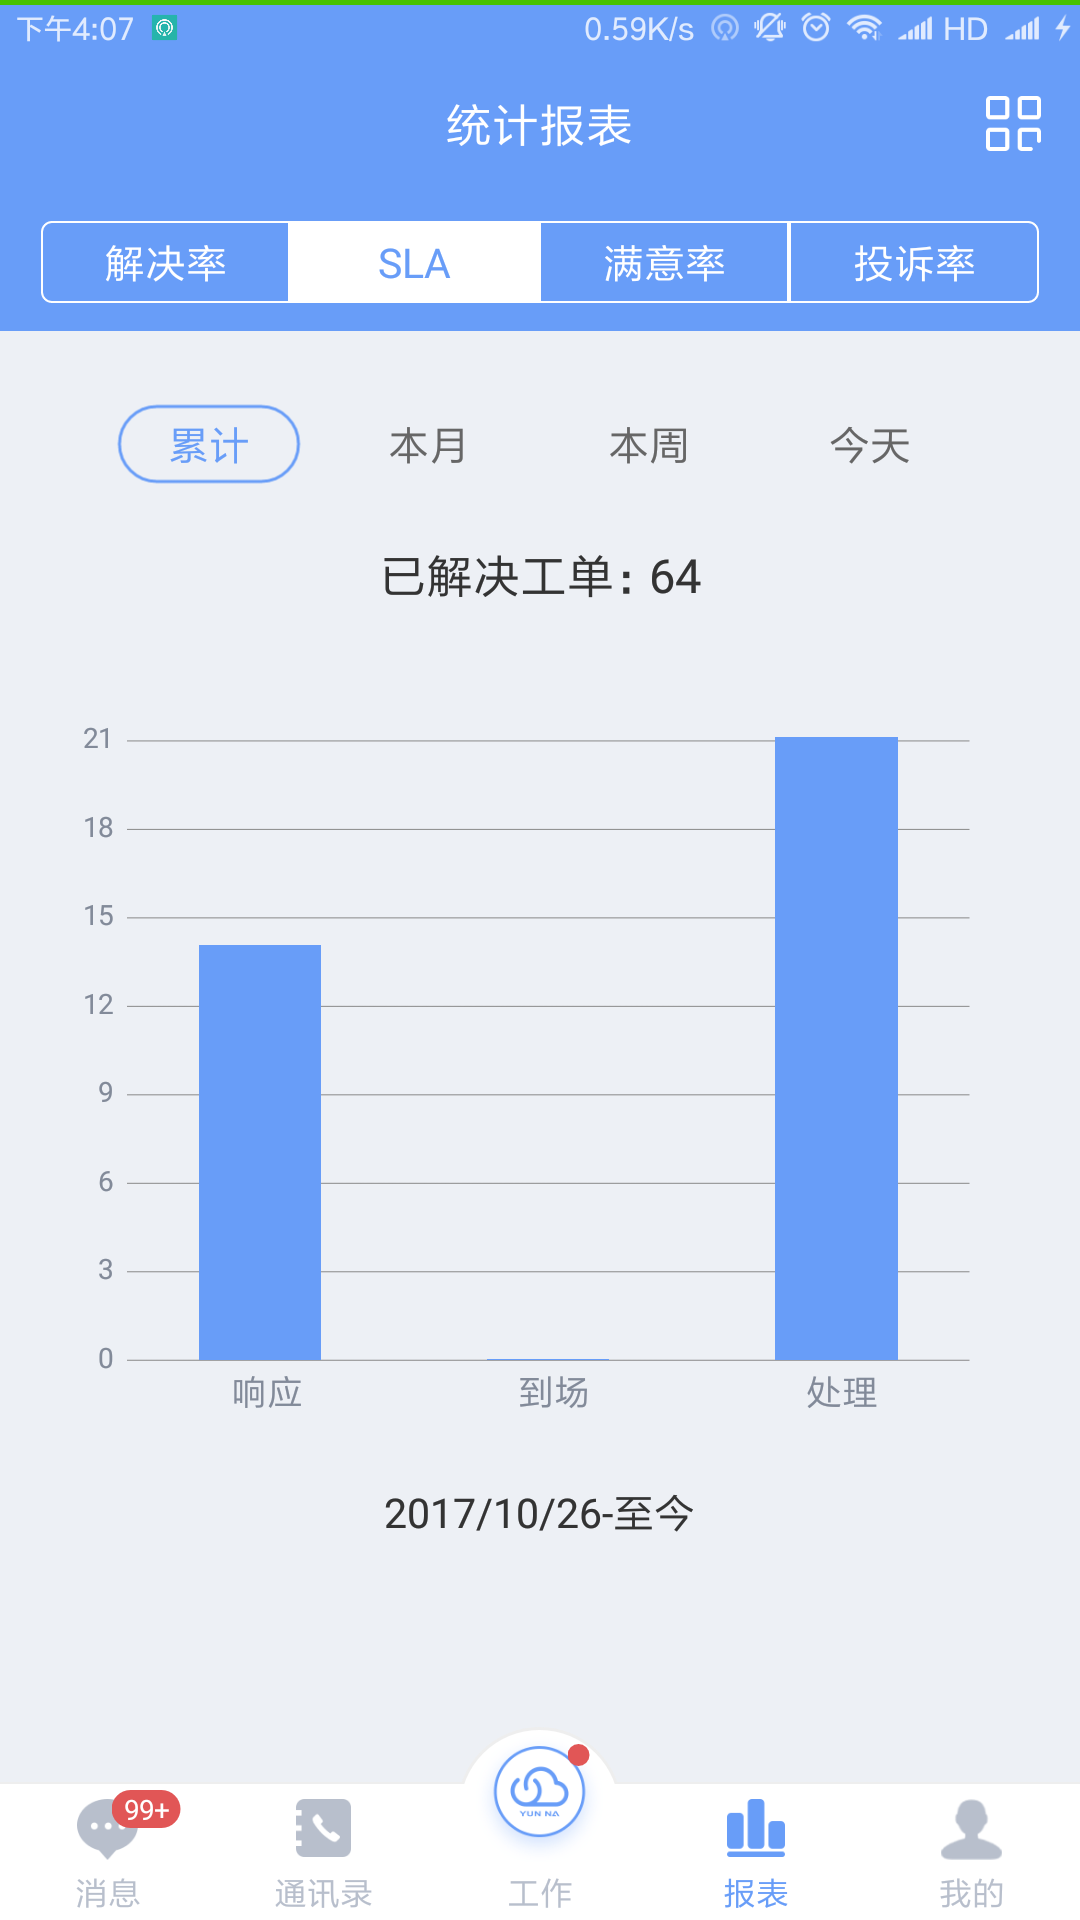 下午4:07 0.59K/s HD
统计报表
解决率 SLA 满意率 投诉率
累计 本月 本周 今天
已解决工单: 64
21
18
15
12
9
6
3
0
响应 到场 处理
2017/10/26-至今
99+
YUN NA
消息 通讯录 工作 报表 我的